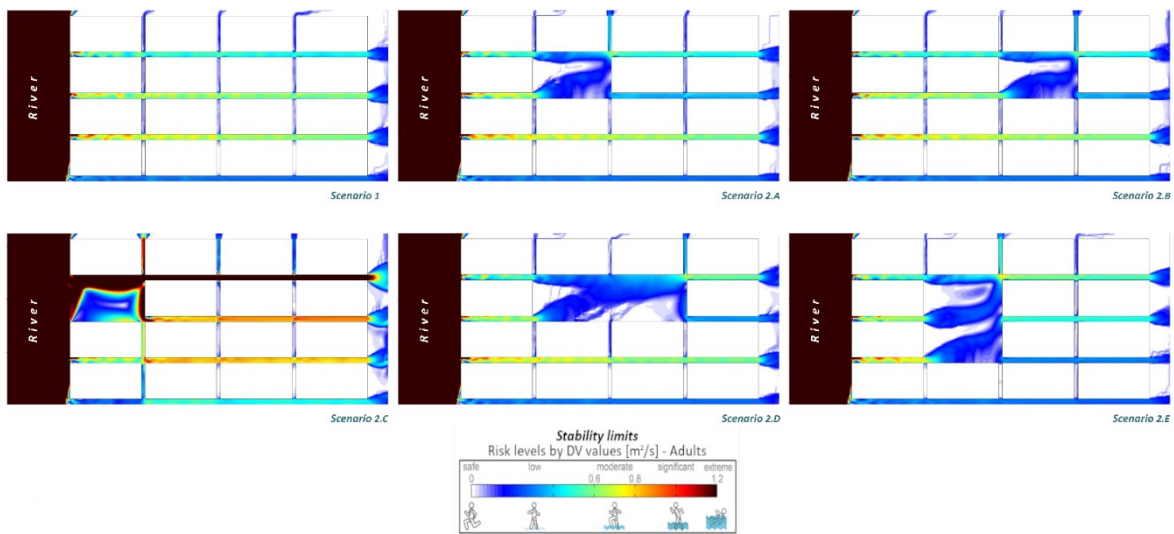 River
River
River
Scenario 1
Scenario 2.A
Scenario 2.B
River
River
River
Scenario 2.C
Scenario 2.D
Scenario 2.E
Stability limits
Risk levels by DV values [m²/s] - Adults
safe low moderate significant extreme
0 0.6 0.8 1.2